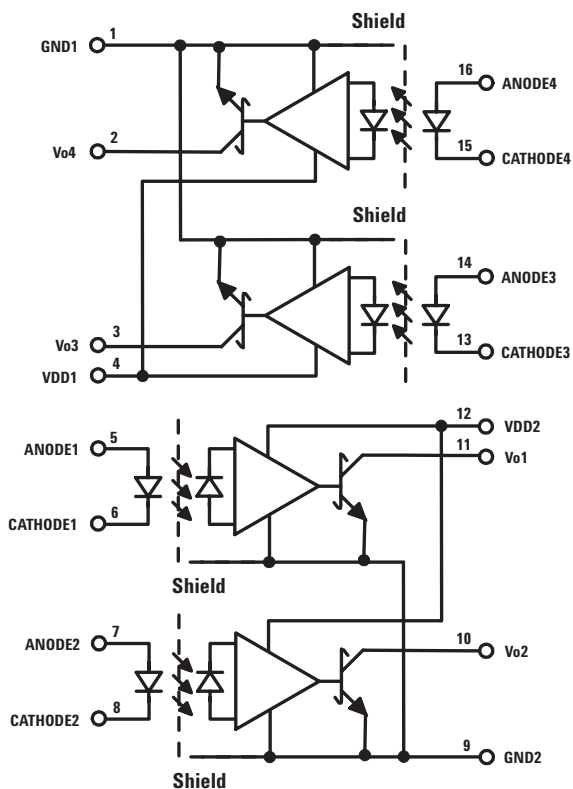 Shield
GND1 1
16 ANODE4
Vo4 2
15 CATHODE4
Shield
14 ANODE3
Vo3 3
13 CATHODE3
VDD1 4
12 VDD2
ANODE1 5
11 Vo1
CATHODE1 6
Shield
ANODE2 7
10 Vo2
CATHODE2 8
9 GND2
Shield